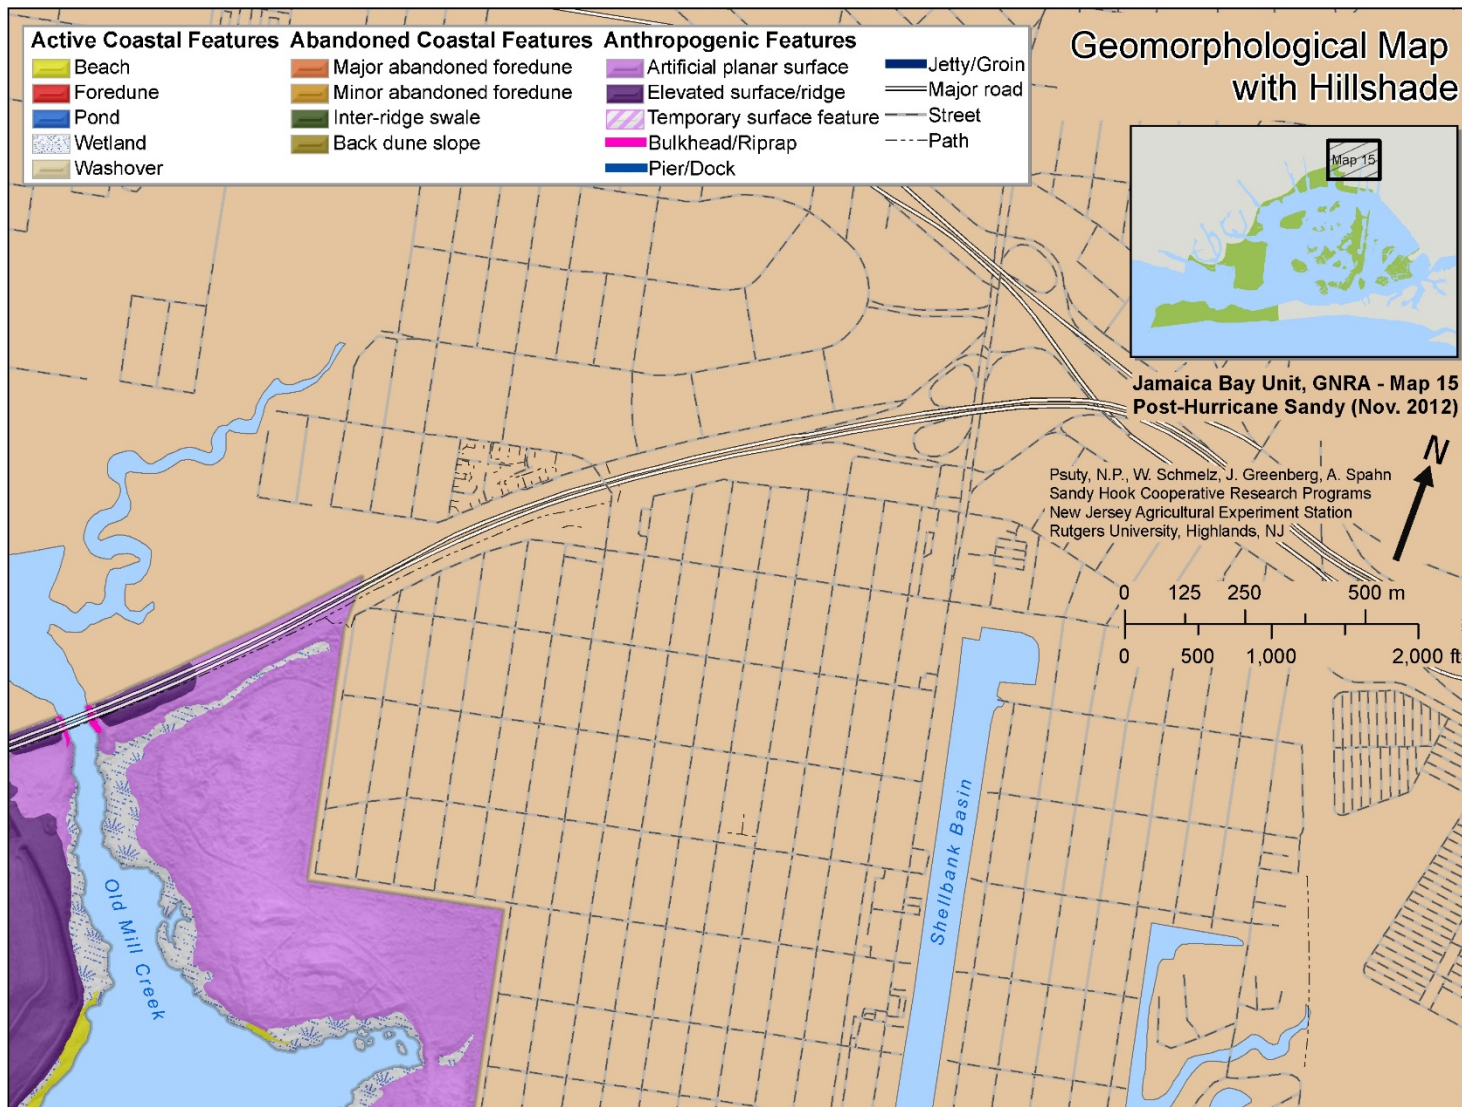 Active Coastal Features
Beach
Foredune
Pond
Wetland
Washover
Abandoned Coastal Features
Major abandoned foredune
Minor abandoned foredune
Inter-ridge swale
Back dune slope
Anthropogenic Features
Artificial planar surface
Elevated surface/ridge
Temporary surface feature
Bulkhead/Riprap
Pier/Dock
Jetty/Groin
Major road
Street
Path
Geomorphological Map
with Hillshade
Map 15
Jamaica Bay Unit, GNRA - Map 15
Post-Hurricane Sandy (Nov. 2012)
N
Psuty, N.P., W. Schmelz, J. Greenberg, A. Spahn
Sandy Hook Cooperative Research Programs
New Jersey Agricultural Experiment Station
Rutgers University, Highlands, NJ
0 125 250 500 m
0 500 1,000 2,000 ft
Old Mill Creek
Shellbank Basin